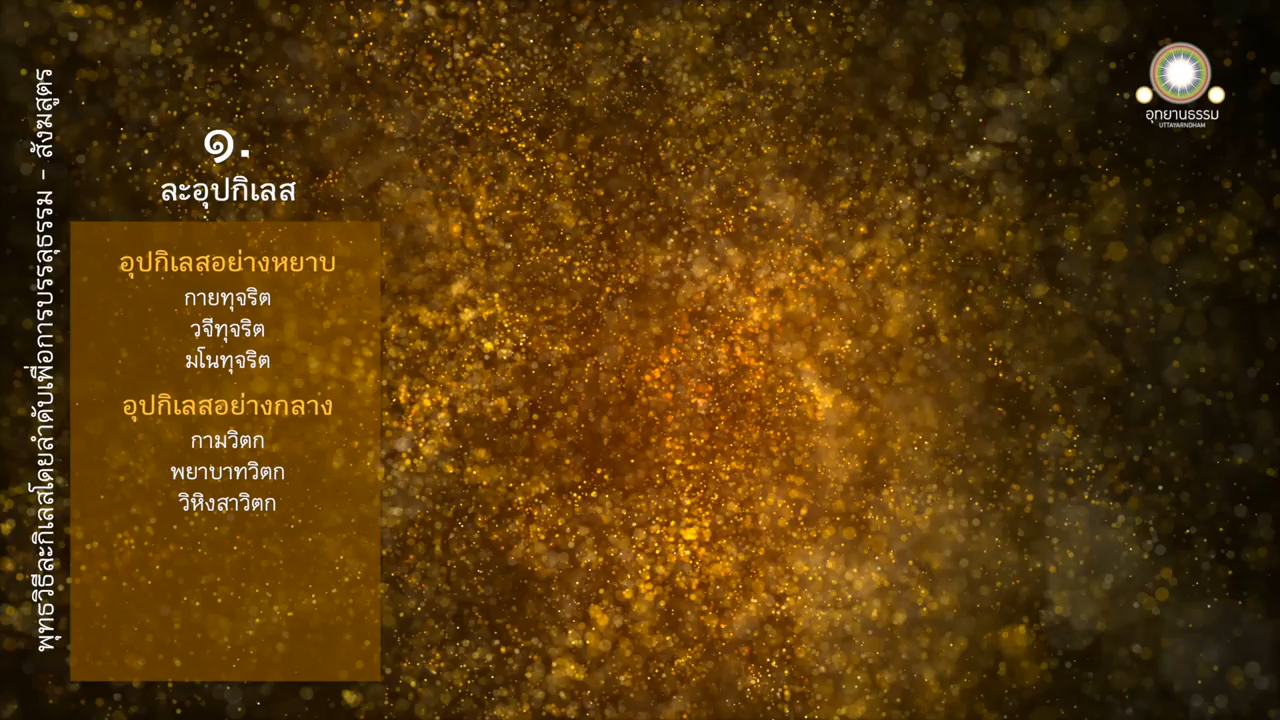 พุทธวิธีละกิเลสโดยลำดับเพื่อการบรรลุธรรม - สังฆสูตร
๑.
ละอุปกิเลส
อุปกิเลสอย่างหยาบ
กายทุจริต
วจีทุจริต
มโนทุจริต
อุปกิเลสอย่างกลาง
กามวิตก
พยาบาทวิตก
วิหิงสาวิตก
อุทยานธรรม
UTTAYARNDHAM